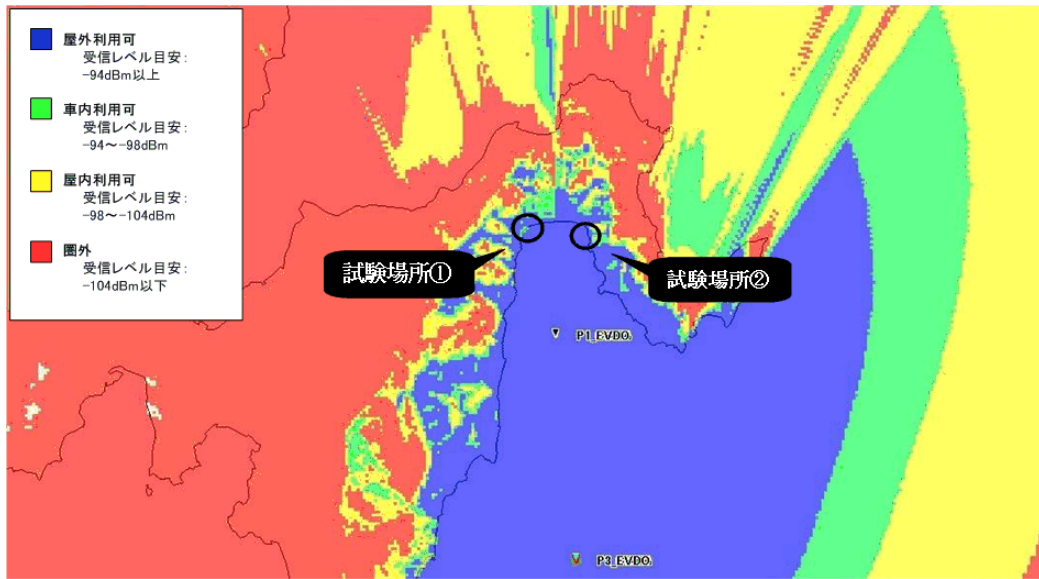 屋外利用可
受信レベル目安:
-94dBm以上
車内利用可
受信レベル目安:
-94～-98dBm
屋内利用可
受信レベル目安:
-98～-104dBm
圏外
受信レベル目安:
-104dBm以下
試験場所①
試験場所②
P1_EVDO.
P3_EVDO.